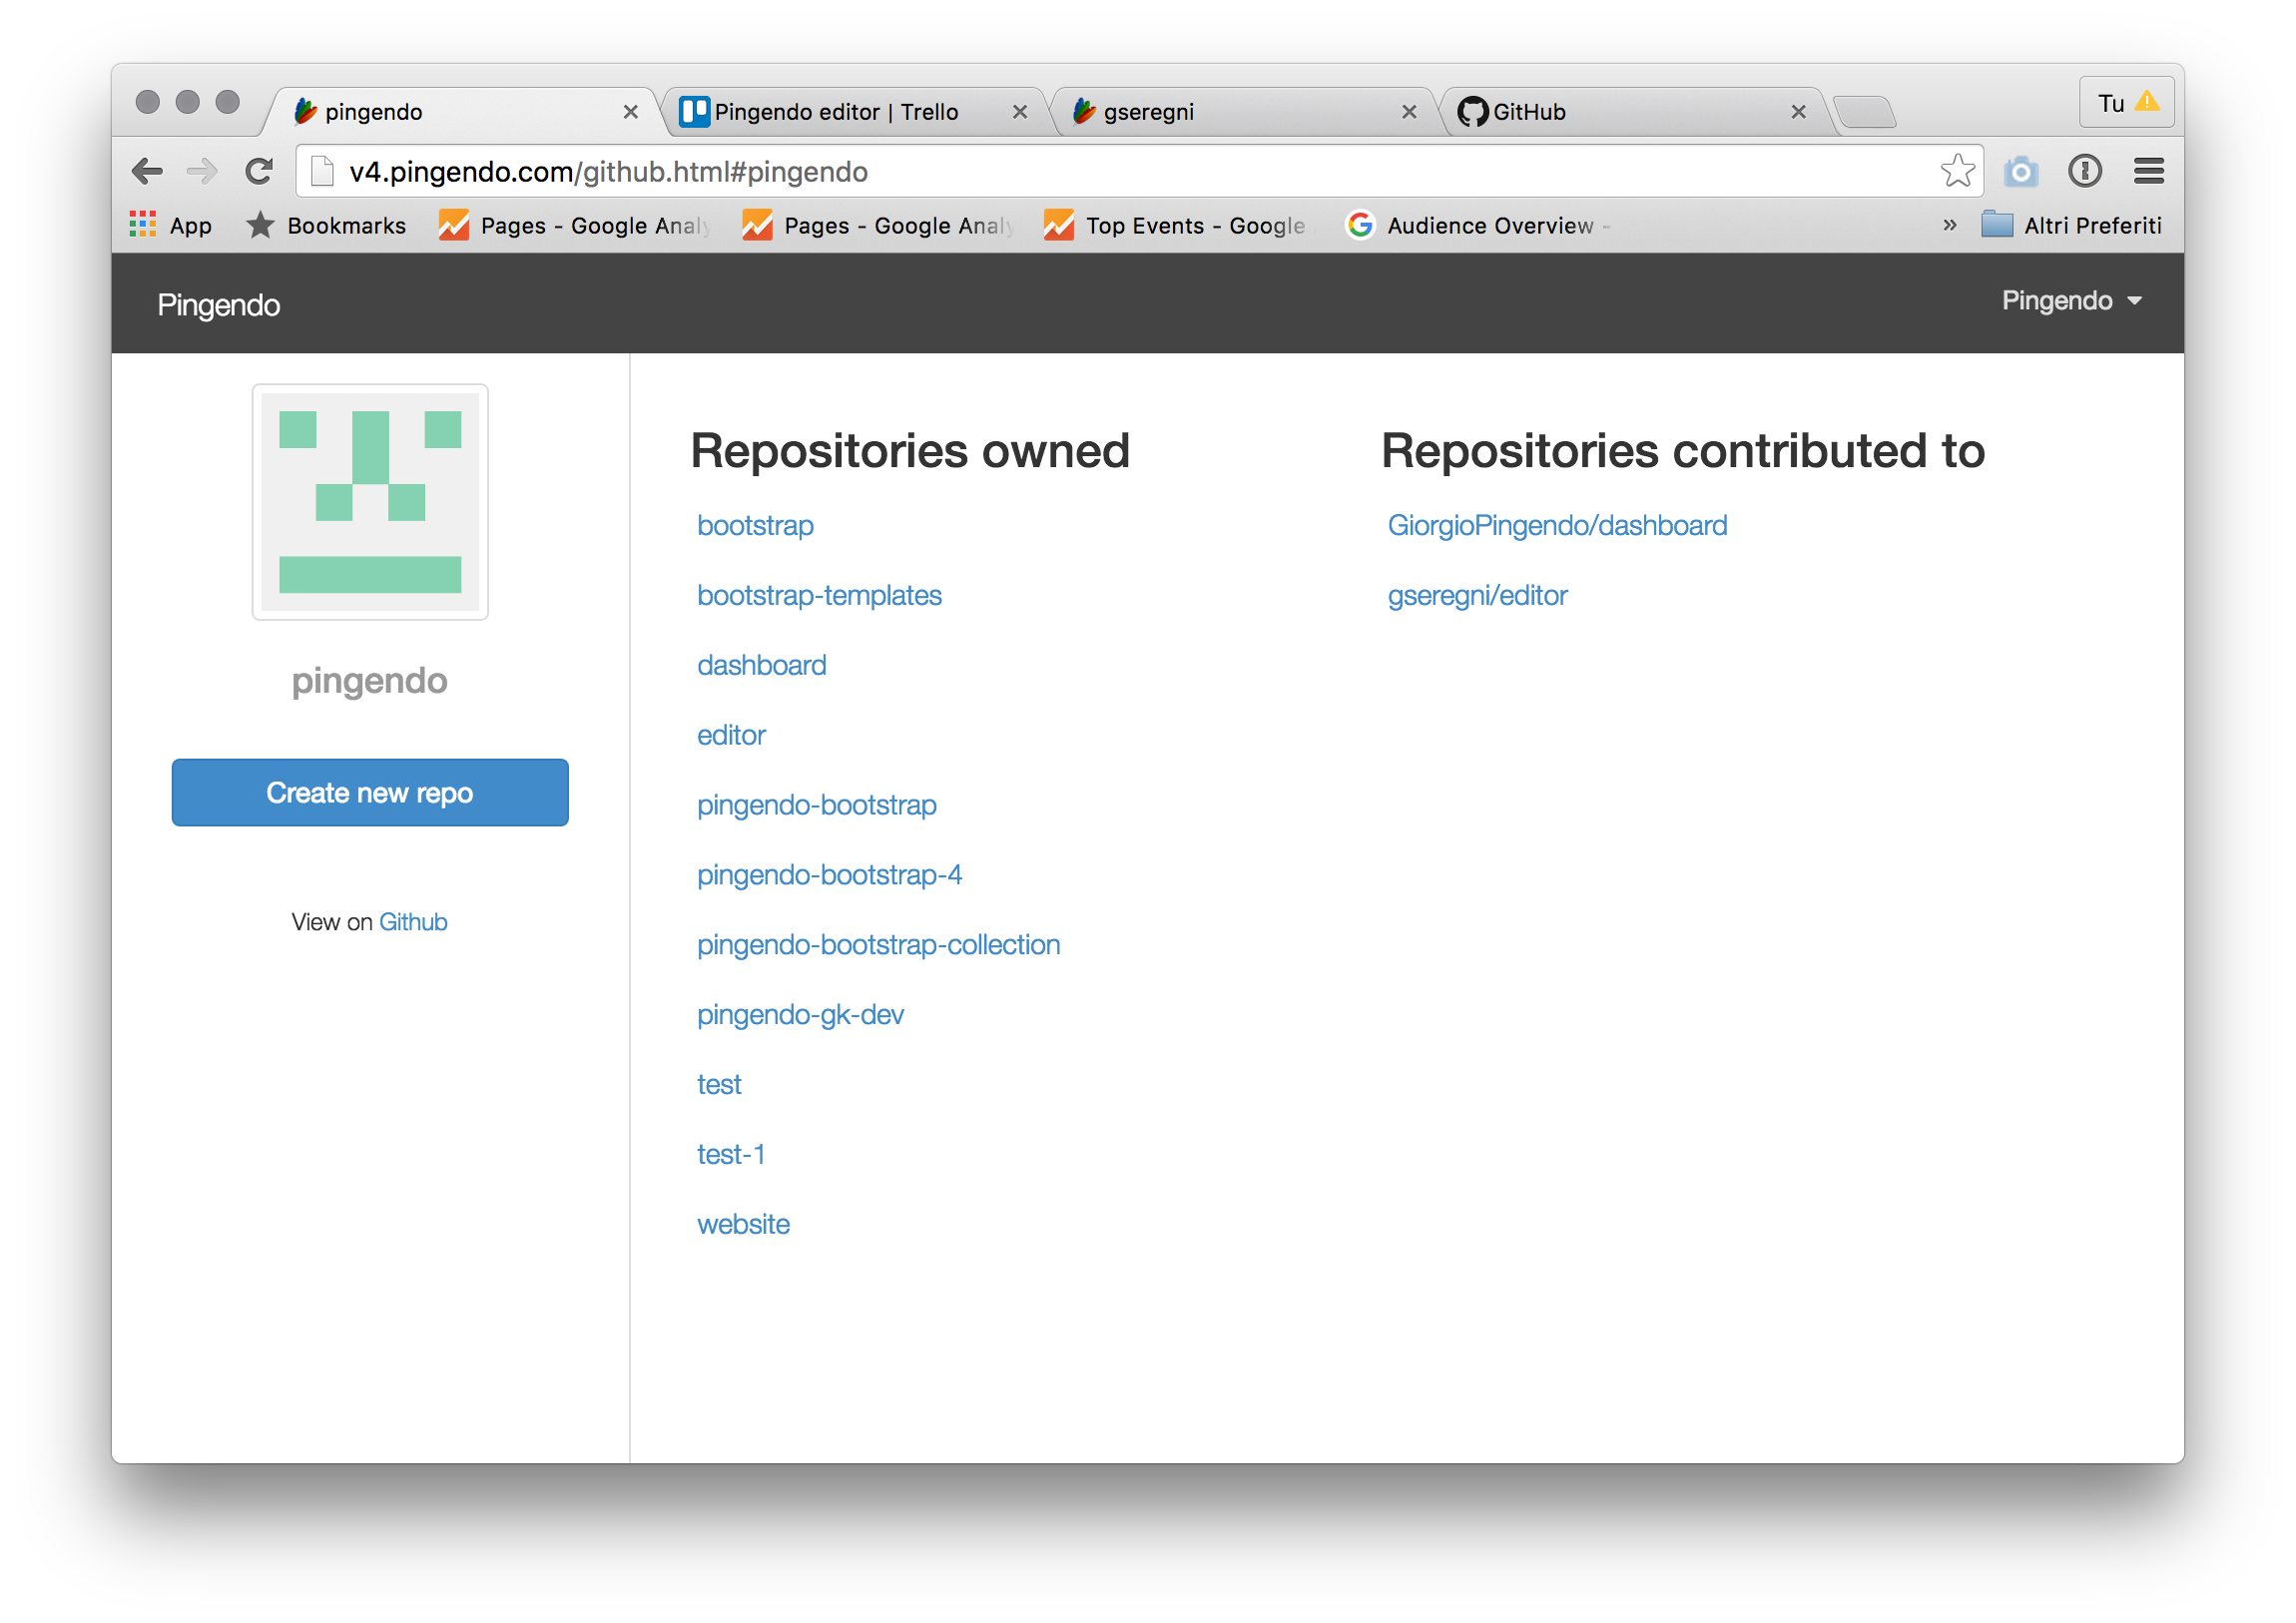 pingendo
Pingendo editor | Trello
gseregni
GitHub
Tu
v4.pingendo.com/github.html#pingendo
App
Bookmarks
Pages - Google Analy
Pages - Google Analy
Top Events - Google
Audience Overview -
» Altri Preferiti
Pingendo
Pingendo
pingendo
Create new repo
View on Github
Repositories owned
bootstrap
bootstrap-templates
dashboard
editor
pingendo-bootstrap
pingendo-bootstrap-4
pingendo-bootstrap-collection
pingendo-gk-dev
test
test-1
website
Repositories contributed to
GiorgioPingendo/dashboard
gseregni/editor